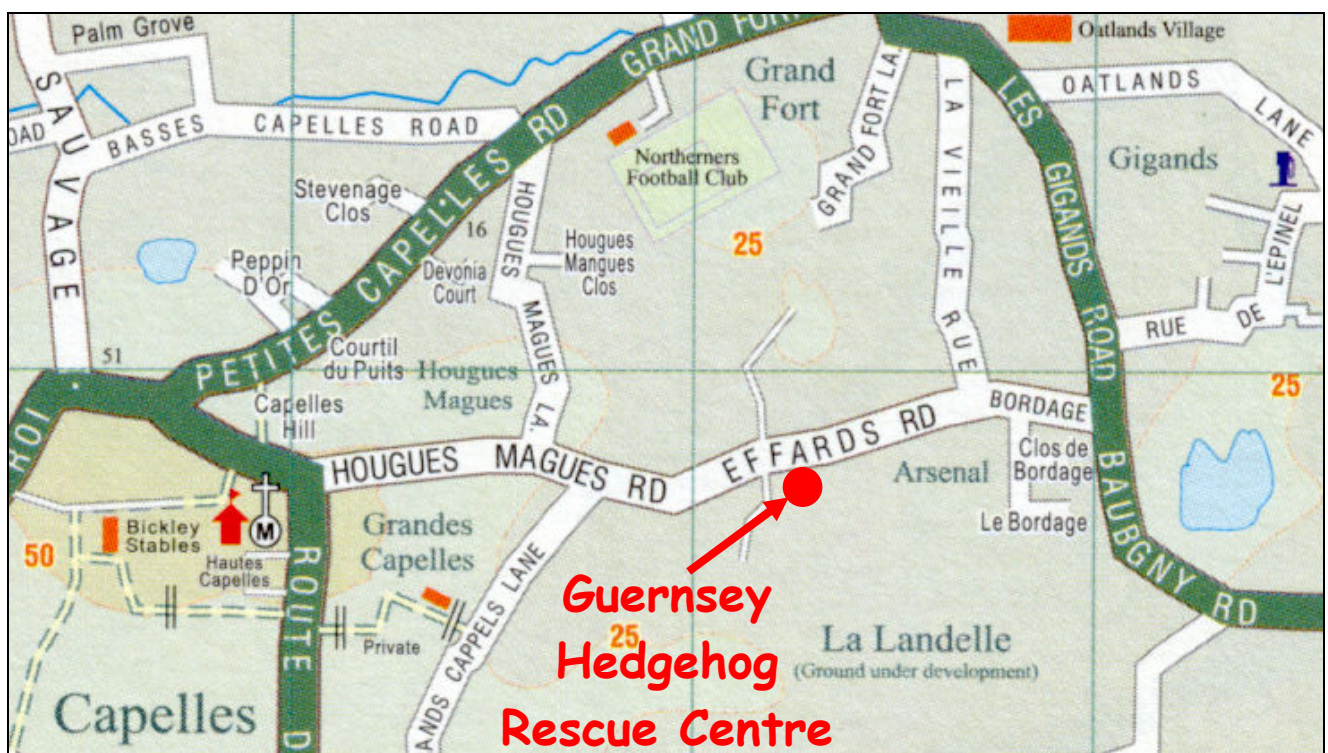 Palm Grove
GRAND FORT
Oatlands Village
SAUVAGE
ROAD
BASSES CAPELLES ROAD
Grand
Fort
GRAND FORT LA.
LA VIEILLE RUE
LES GIGANDS ROAD
OATLANDS LANE
Gigands
Northerners
Football Club
Stevenage
Clos
PETITES CAPELLES RD
16
HOUGUES MAGUES LA.
Hougues
Mangues
Clos
25
Peppin
D'Or
Devonia
Court
RUE DE L'EPINEL
51
Courtil
du Puits
Hougues
Magues
25
ROI
Capelles
Hill
BORDAGE
HOUGUES MAGUES RD
EFFARDS RD
Arsenal
Clos de
Bordage
BAUBGNY RD
M
Bickley
Stables
Grandes
Capelles
Le Bordage
50
Hautes
Capelles
ROUTE D
Private
ANDS CAPPELS LANE
Guernsey
Hedgehog
Rescue Centre
25
La Landelle
(Ground under development)
Capelles